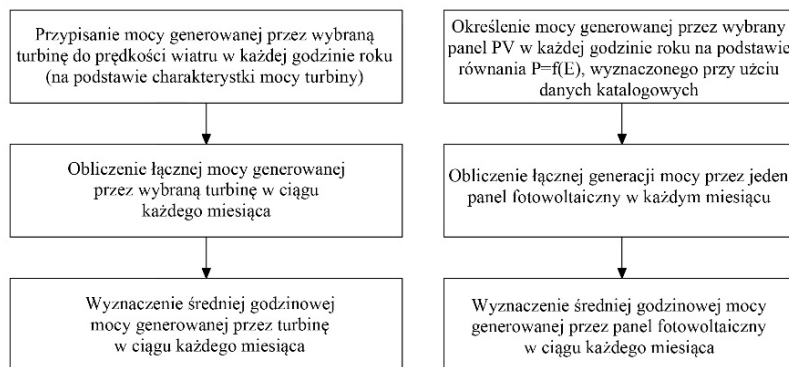 Przypisanie mocy generowanej przez wybraną
turbinę do prędkości wiatru w każdej godzinie roku
(na podstawie charakterystki mocy turbiny)
Obliczenie łącznej mocy generowanej
przez wybraną turbinę w ciągu
każdego miesiąca
Wyznaczenie średniej godzinowej
mocy generowanej przez turbinę
w ciągu każdego miesiąca
Określenie mocy generowanej przez wybrany
panel PV w każdej godzinie roku na podstawie
równania P=f(E), wyznaczonego przy użciu
danych katalogowych
Obliczenie łącznej generacji mocy przez jeden
panel fotowoltaiczny w każdym miesiącu
Wyznaczenie średniej godzinowej mocy
generowanej przez panel fotowoltaiczny
w ciągu każdego miesiąca